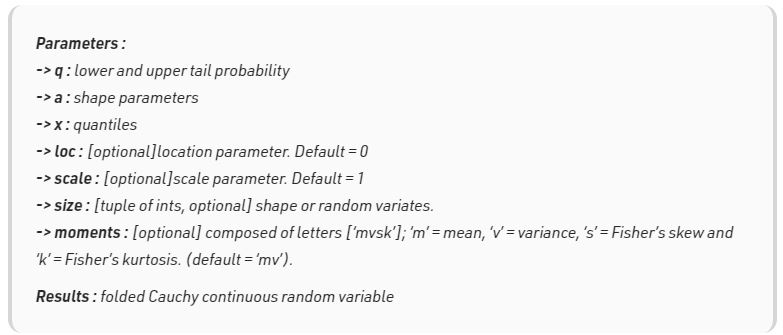 Parameters :
-> q : lower and upper tail probability
-> a : shape parameters
-> x : quantiles
-> loc : [optional]location parameter. Default = 0
-> scale : [optional]scale parameter. Default = 1
-> size : [tuple of ints, optional] shape or random variates.
-> moments : [optional] composed of letters [‘mvsk’]; ‘m’ = mean, ‘v’ = variance, ‘s’ = Fisher’s skew and
‘k’ = Fisher’s kurtosis. (default = ‘mv’).
Results : folded Cauchy continuous random variable